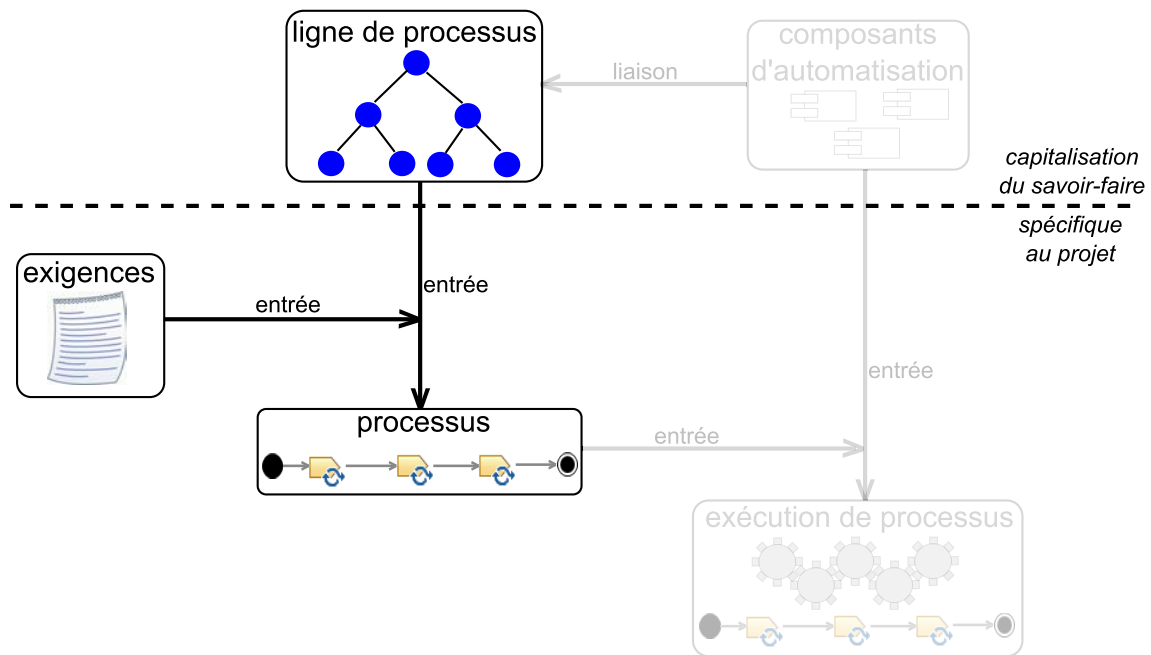 ligne de processus
composants
d'automatisation
liaison
capitalisation
du savoir-faire
spécifique
au projet
exigences
entrée
entrée
entrée
processus
entrée
exécution de processus